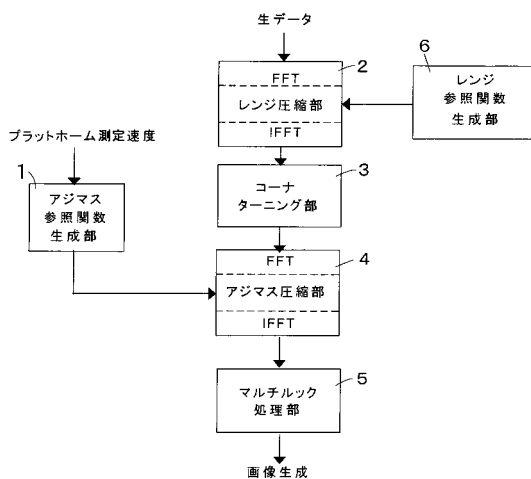 生データ
2
FFT
レンジ圧縮部
IFFT
6
レンジ
参照関数
生成部
プラットホーム測定速度
1
アジマス
参照関数
生成部
3
コーナ
ターニング部
4
FFT
アジマス圧縮部
IFFT
5
マルチルック
処理部
画像生成